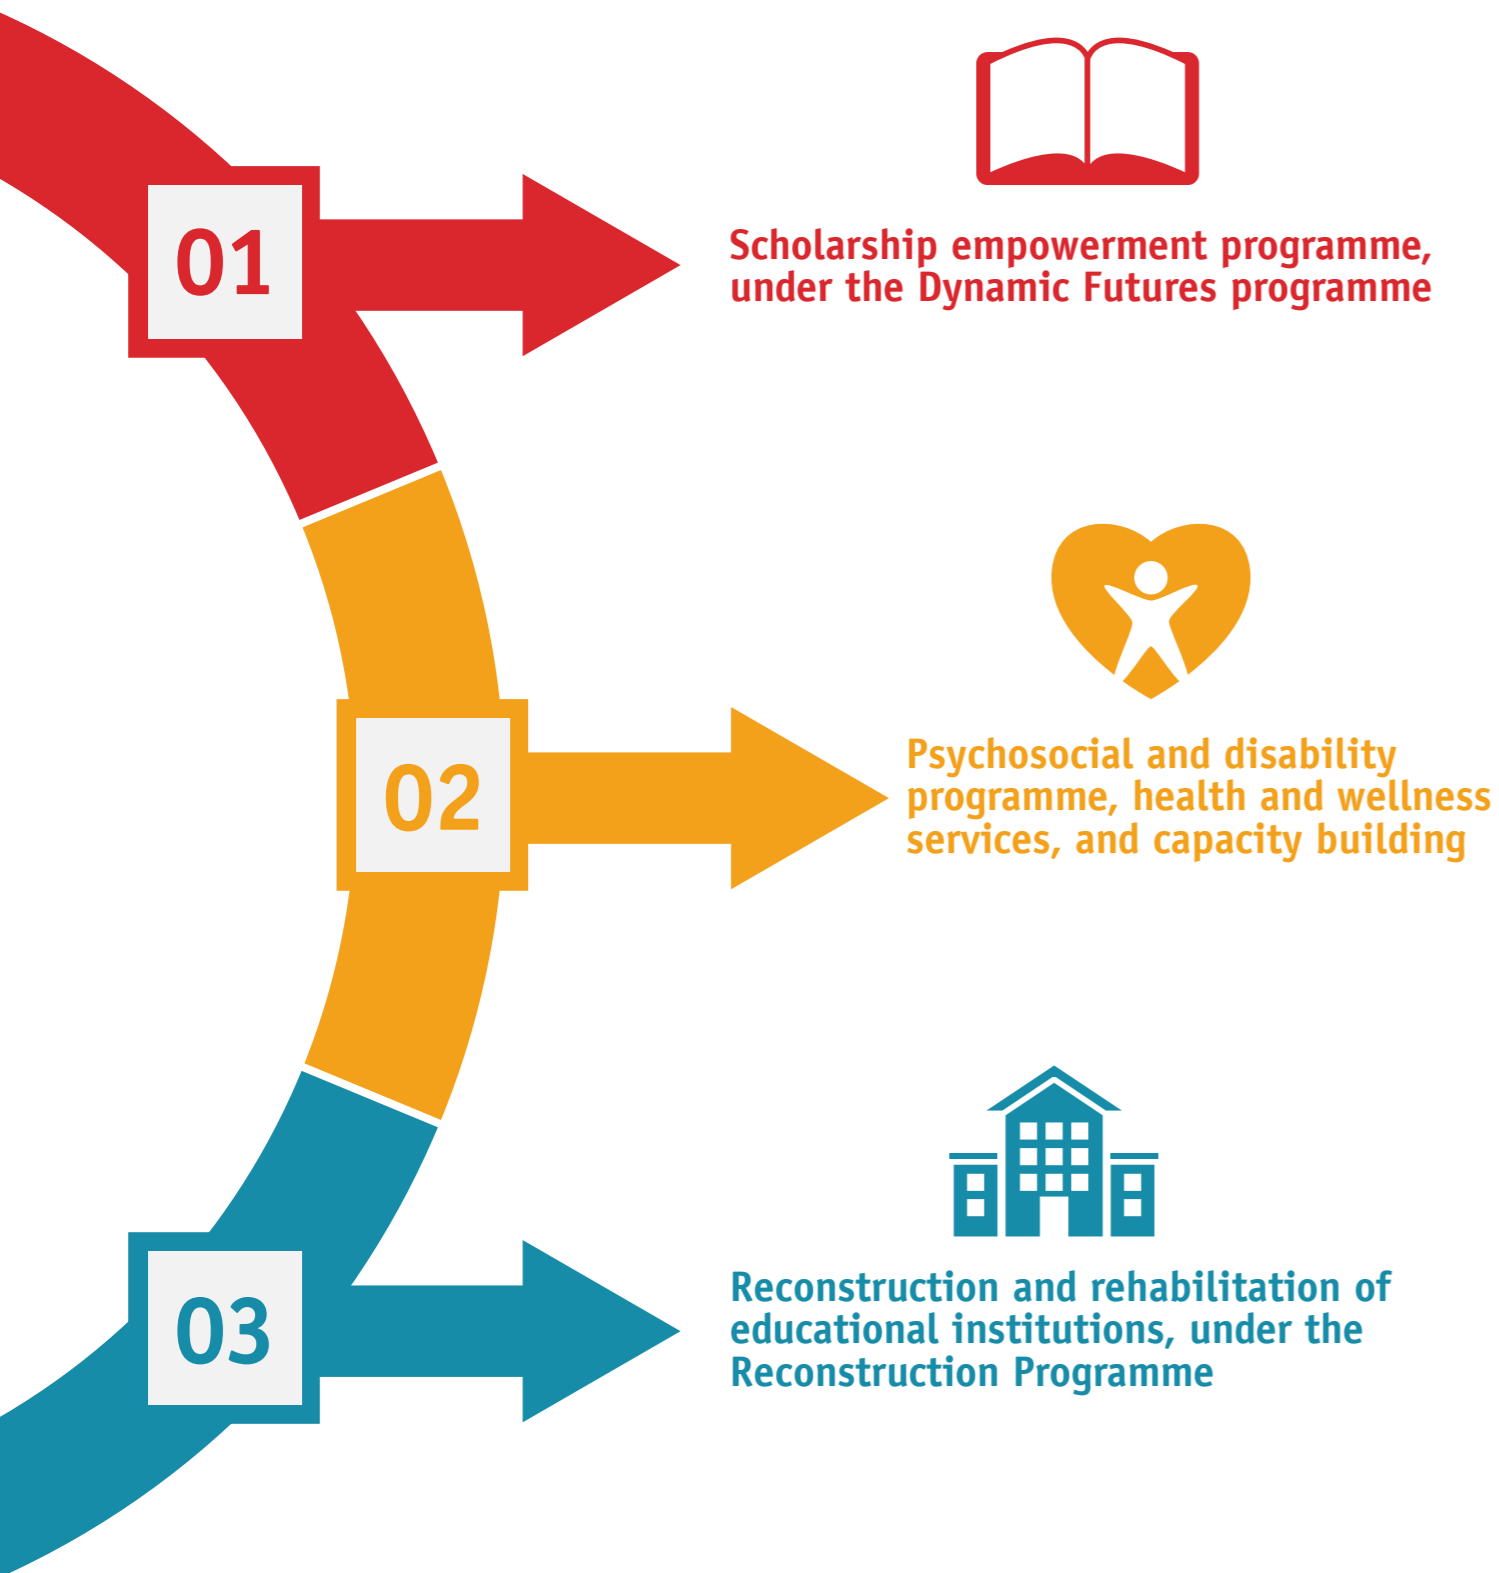 01
Scholarship empowerment programme,
under the Dynamic Futures programme
02
Psychosocial and disability
programme, health and wellness
services, and capacity building
03
Reconstruction and rehabilitation of
educational institutions, under the
Reconstruction Programme